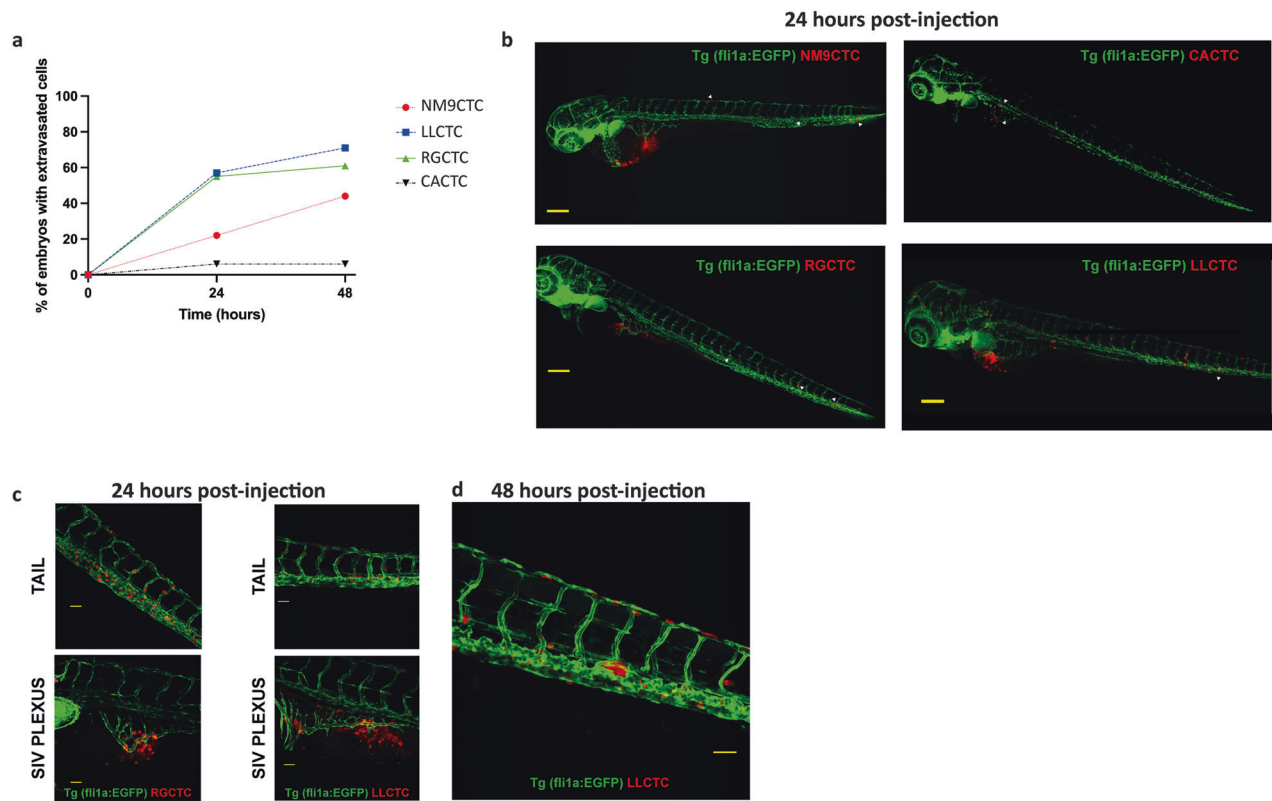 a
% of embryos with extravasated cells
100
80
60
40
20
0
0
24
48
Time (hours)
NM9CTC
LLCTC
RGCTC
CACTC
24 hours post-injection
b
Tg (fli1a:EGFP) NM9CTC
Tg (fli1a:EGFP) CACTC
Tg (fli1a:EGFP) RGCTC
Tg (fli1a:EGFP) LLCTC
c
24 hours post-injection
TAIL
TAIL
SIV PLEXUS
Tg (fli1a:EGFP) RGCTC
SIV PLEXUS
Tg (fli1a:EGFP) LLCTC
d
48 hours post-injection
Tg (fli1a:EGFP) LLCTC